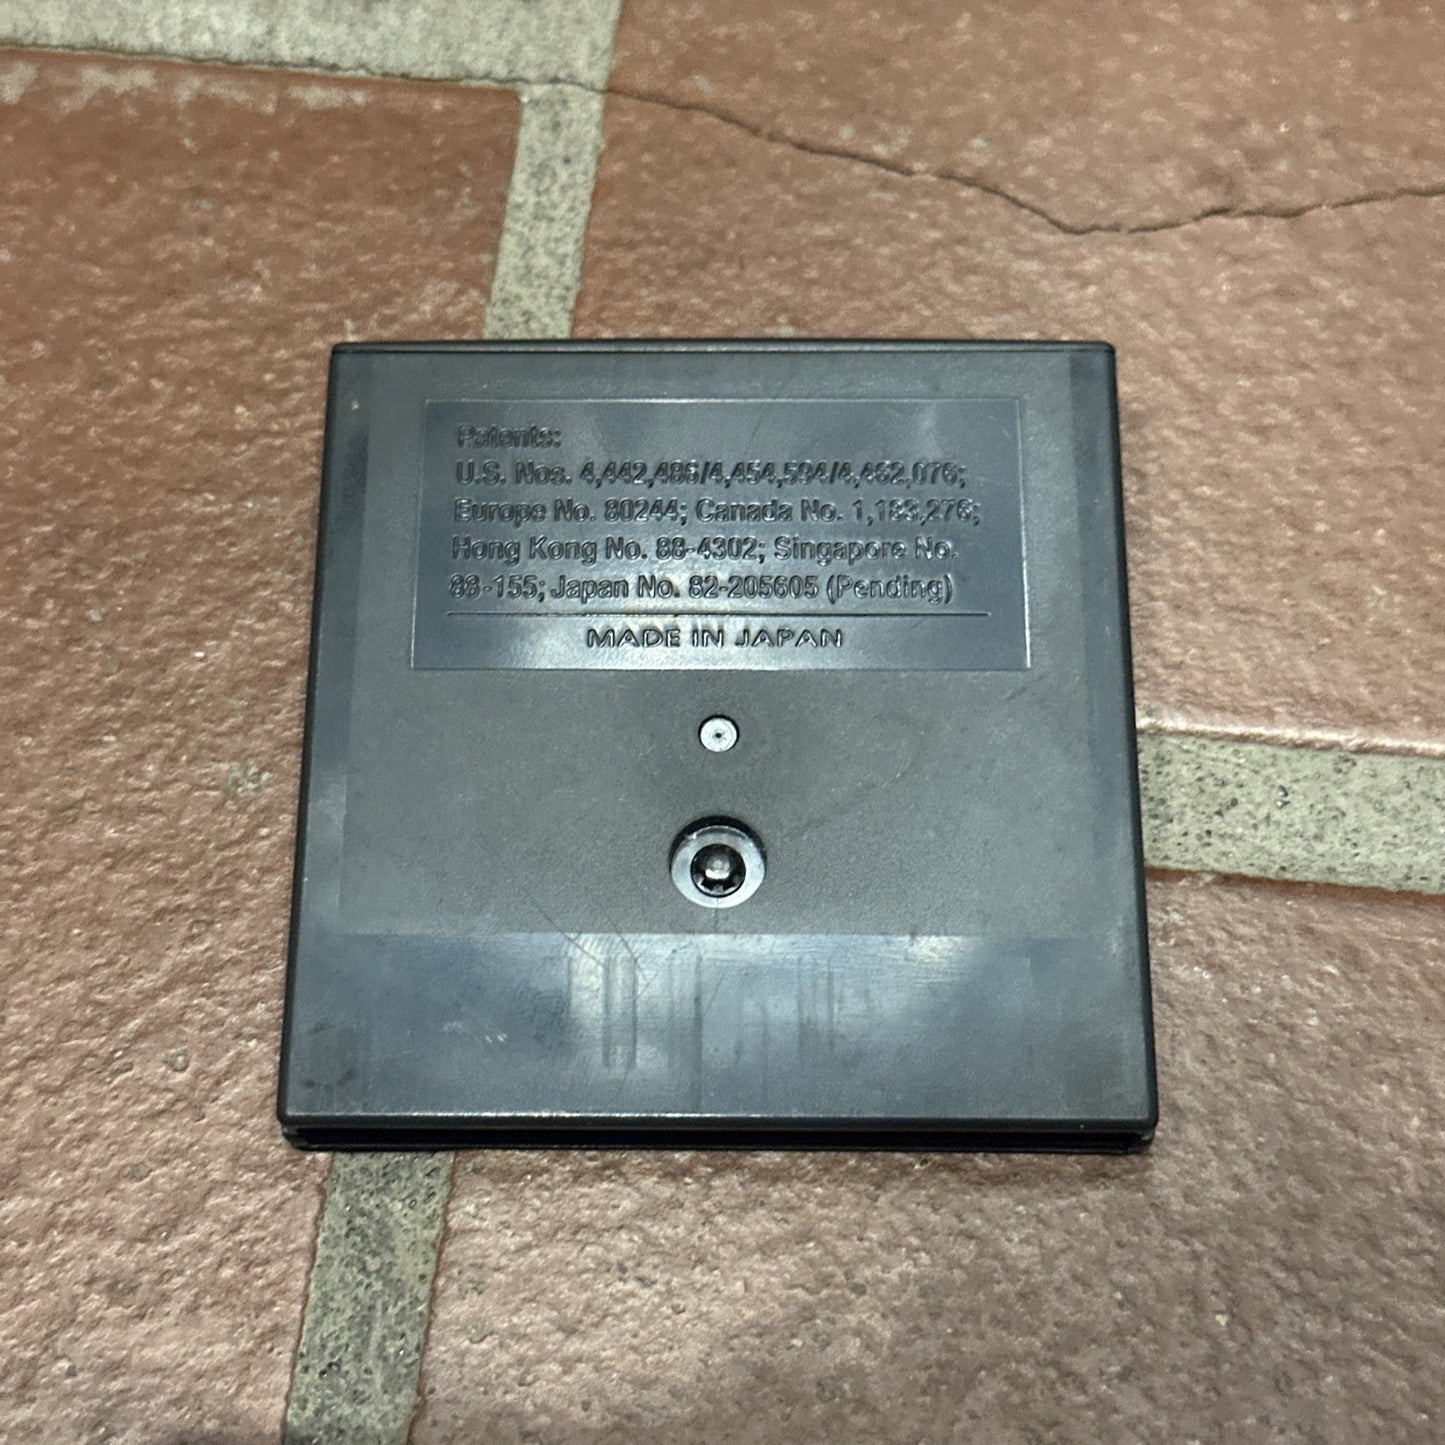 Patents:
U.S. Nos. 4,442,486/4,454,594/4,462,076;
Europe No. 80244; Canada No. 1,183,276;
Hong Kong No. 88-4302; Singapore No.
88-155; Japan No. 82-205605 (Pending)
MADE IN JAPAN